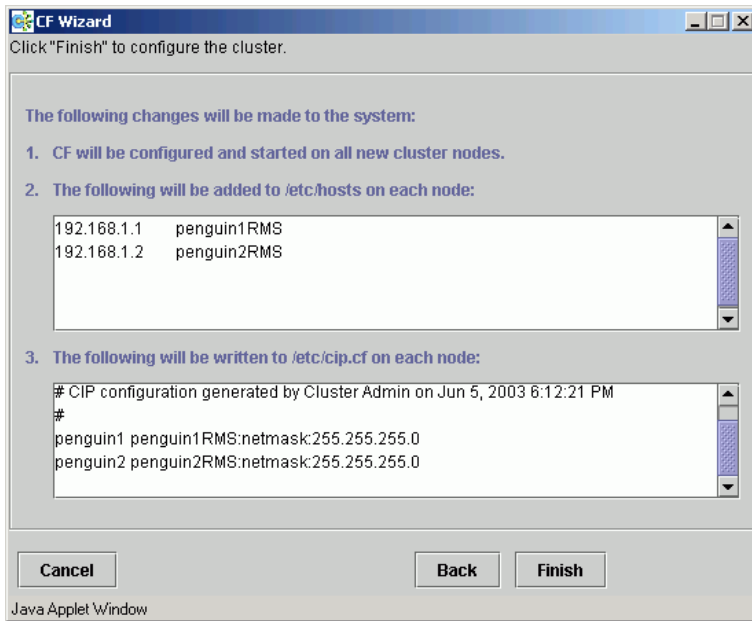 CF Wizard
Click "Finish" to configure the cluster.
The following changes will be made to the system:
1. CF will be configured and started on all new cluster nodes.
2. The following will be added to /etc/hosts on each node:
192.168.1.1 penguin1RMS
192.168.1.2 penguin2RMS
3. The following will be written to /etc/cip.cf on each node:
# CIP configuration generated by Cluster Admin on Jun 5, 2003 6:12:21 PM
#
penguin1 penguin1RMS:netmask:255.255.255.0
penguin2 penguin2RMS:netmask:255.255.255.0
Cancel Back Finish
Java Applet Window